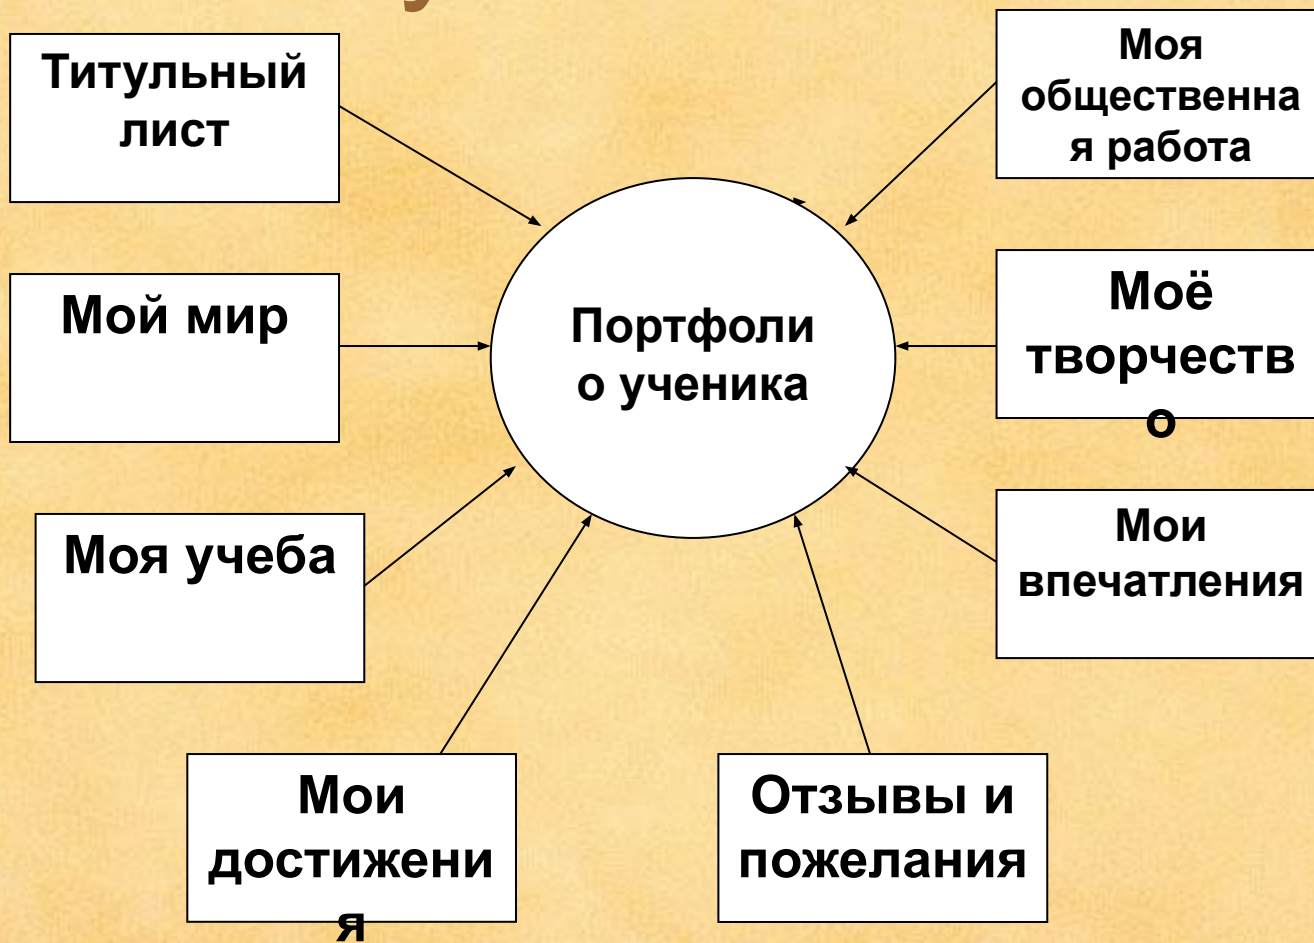 у
Титульный
лист
Моя
общественна
я работа
Мой мир
Портфоли
о ученика
Моё
творчеств
о
Моя учеба
Мои
впечатления
Мои
достижени
я
Отзывы и
пожелания